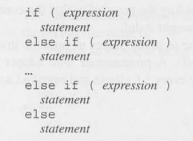 if ( expression )
statement
else if ( expression )
statement
…
else if ( expression )
statement
else
statement